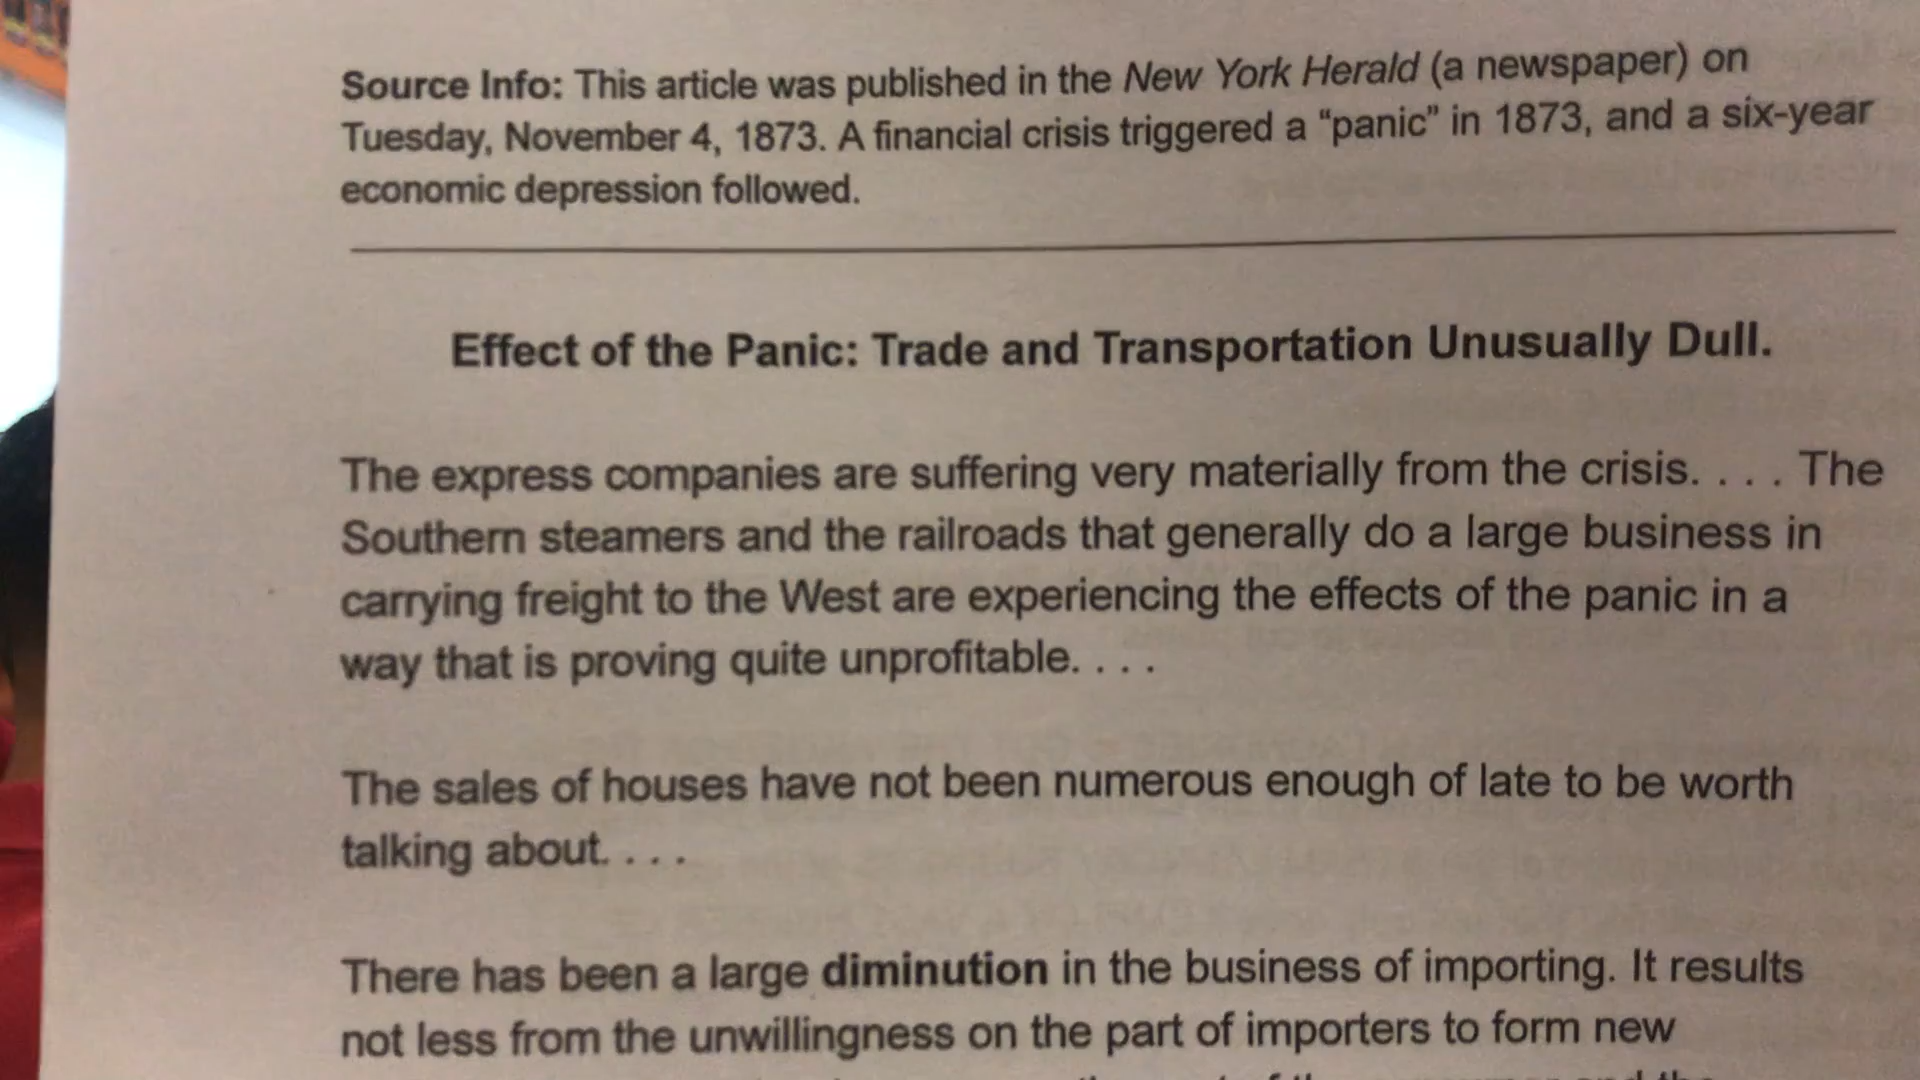 Source Info: This article was published in the New York Herald (a newspaper) on
Tuesday, November 4, 1873. A financial crisis triggered a “panic” in 1873, and a six-year
economic depression followed.
Effect of the Panic: Trade and Transportation Unusually Dull.
The express companies are suffering very materially from the crisis. . . . The
Southern steamers and the railroads that generally do a large business in
carrying freight to the West are experiencing the effects of the panic in a
way that is proving quite unprofitable. . . .
The sales of houses have not been numerous enough of late to be worth
talking about. . . .
There has been a large diminution in the business of importing. It results
not less from the unwillingness on the part of importers to form new